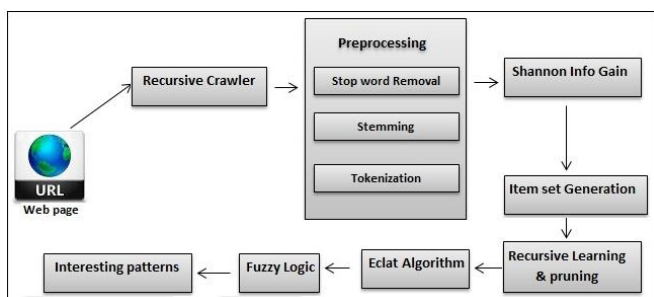 URL
Web page
Recursive Crawler
Preprocessing
Stop word Removal
Stemming
Tokenization
Shannon Info Gain
Item set Generation
Recursive Learning
& pruning
Eclat Algorithm
Fuzzy Logic
Interesting patterns